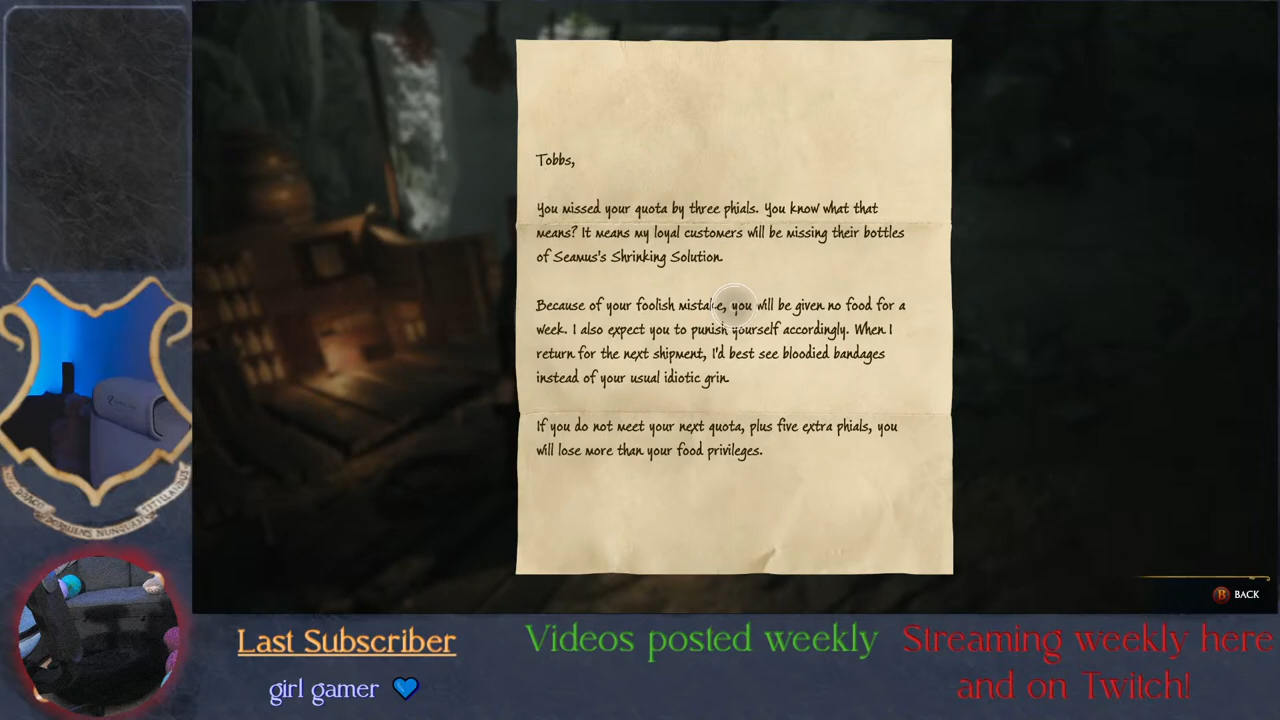 Tobbs,
You missed your quota by three phials. You know what that
means? It means my loyal customers will be missing their bottles
of Seamus's Shrinking Solution.
Because of your foolish mistake, you will be given no food for a
week. I also expect you to punish yourself accordingly. When I
return for the next shipment, I'd best see bloodied bandages
instead of your usual idiotic grin.
If you do not meet your next quota, plus five extra phials, you
will lose more than your food privileges.
B BACK
DRACO DORMIENS NUNQUAM TITILLANDUS
Last Subscriber
girl gamer
Videos posted weekly
Streaming weekly here
and on Twitch!